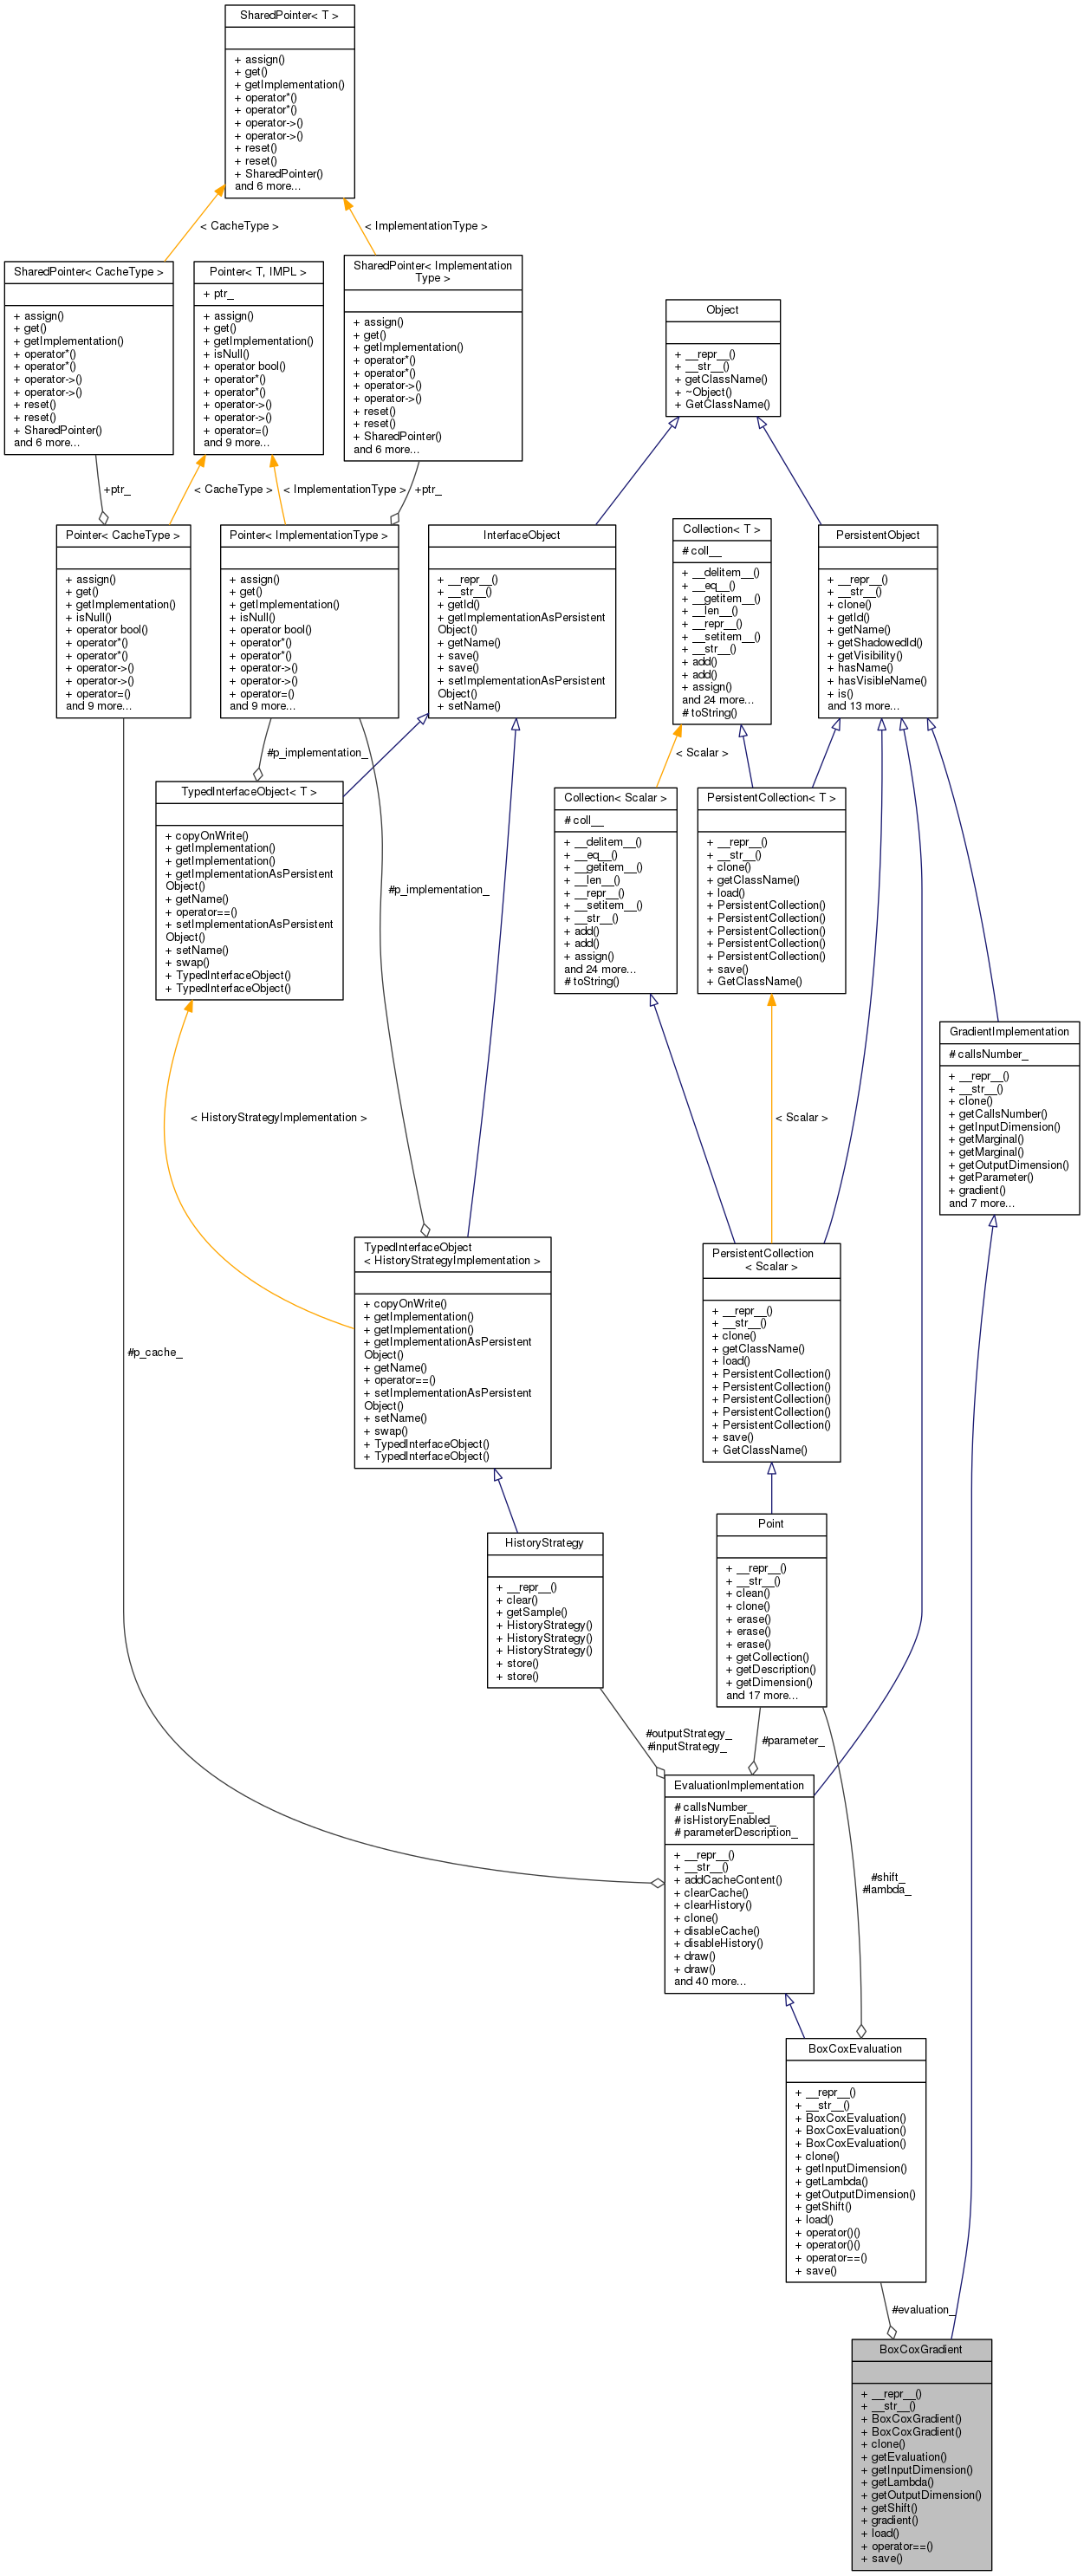 SharedPointer< T >
+ assign()
+ get()
+ getImplementation()
+ operator*()
+ operator*()
+ operator->()
+ operator->()
+ reset()
+ reset()
+ SharedPointer()
and 6 more...
< CacheType >
< ImplementationType >
SharedPointer< CacheType >
+ assign()
+ get()
+ getImplementation()
+ operator*()
+ operator*()
+ operator->()
+ operator->()
+ reset()
+ reset()
+ SharedPointer()
and 6 more...
Pointer< T, IMPL >
+ ptr_
+ assign()
+ get()
+ getImplementation()
+ isNull()
+ operator bool()
+ operator*()
+ operator*()
+ operator->()
+ operator->()
+ operator=()
and 9 more...
SharedPointer< Implementation
Type >
+ assign()
+ get()
+ getImplementation()
+ operator*()
+ operator*()
+ operator->()
+ operator->()
+ reset()
+ reset()
+ SharedPointer()
and 6 more...
Object
+ __repr__()
+ __str__()
+ getClassName()
+ ~Object()
+ GetClassName()
+ptr_
< CacheType >
< ImplementationType >
+ptr_
Pointer< CacheType >
+ assign()
+ get()
+ getImplementation()
+ isNull()
+ operator bool()
+ operator*()
+ operator*()
+ operator->()
+ operator->()
+ operator=()
and 9 more...
Pointer< ImplementationType >
+ assign()
+ get()
+ getImplementation()
+ isNull()
+ operator bool()
+ operator*()
+ operator*()
+ operator->()
+ operator->()
+ operator=()
and 9 more...
InterfaceObject
+ __repr__()
+ __str__()
+ getId()
+ getImplementationAsPersistent
Object()
+ getName()
+ save()
+ save()
+ setImplementationAsPersistent
Object()
+ setName()
Collection< T >
# coll__
+ __delitem__()
+ __eq__()
+ __getitem__()
+ __len__()
+ __repr__()
+ __setitem__()
+ __str__()
+ add()
+ add()
+ assign()
and 24 more...
# toString()
PersistentObject
+ __repr__()
+ __str__()
+ clone()
+ getId()
+ getName()
+ getShadowedId()
+ getVisibility()
+ hasName()
+ hasVisibleName()
+ is()
and 13 more...
#p_implementation_
< Scalar >
TypedInterfaceObject< T >
+ copyOnWrite()
+ getImplementation()
+ getImplementation()
+ getImplementationAsPersistent
Object()
+ getName()
+ operator==()
+ setImplementationAsPersistent
Object()
+ setName()
+ swap()
+ TypedInterfaceObject()
+ TypedInterfaceObject()
#p_implementation_
Collection< Scalar >
# coll__
+ __delitem__()
+ __eq__()
+ __getitem__()
+ __len__()
+ __repr__()
+ __setitem__()
+ __str__()
+ add()
+ add()
+ assign()
and 24 more...
# toString()
PersistentCollection< T >
+ __repr__()
+ __str__()
+ clone()
+ getClassName()
+ load()
+ PersistentCollection()
+ PersistentCollection()
+ PersistentCollection()
+ PersistentCollection()
+ PersistentCollection()
+ save()
+ GetClassName()
GradientImplementation
# callsNumber_
+ __repr__()
+ __str__()
+ clone()
+ getCallsNumber()
+ getInputDimension()
+ getMarginal()
+ getMarginal()
+ getOutputDimension()
+ getParameter()
+ gradient()
and 7 more...
< HistoryStrategyImplementation >
< Scalar >
TypedInterfaceObject
< HistoryStrategyImplementation >
+ copyOnWrite()
+ getImplementation()
+ getImplementation()
+ getImplementationAsPersistent
Object()
+ getName()
+ operator==()
+ setImplementationAsPersistent
Object()
+ setName()
+ swap()
+ TypedInterfaceObject()
+ TypedInterfaceObject()
PersistentCollection
< Scalar >
+ __repr__()
+ __str__()
+ clone()
+ getClassName()
+ load()
+ PersistentCollection()
+ PersistentCollection()
+ PersistentCollection()
+ PersistentCollection()
+ PersistentCollection()
+ save()
+ GetClassName()
#p_cache_
HistoryStrategy
+ __repr__()
+ clear()
+ getSample()
+ HistoryStrategy()
+ HistoryStrategy()
+ HistoryStrategy()
+ store()
+ store()
Point
+ __repr__()
+ __str__()
+ clean()
+ clone()
+ erase()
+ erase()
+ erase()
+ getCollection()
+ getDescription()
+ getDimension()
and 17 more...
#outputStrategy_
#inputStrategy_
#parameter_
EvaluationImplementation
# callsNumber_
# isHistoryEnabled_
# parameterDescription_
+ __repr__()
+ __str__()
+ addCacheContent()
+ clearCache()
+ clearHistory()
+ clone()
+ disableCache()
+ disableHistory()
+ draw()
+ draw()
and 40 more...
#shift_
#lambda_
BoxCoxEvaluation
+ __repr__()
+ __str__()
+ BoxCoxEvaluation()
+ BoxCoxEvaluation()
+ BoxCoxEvaluation()
+ clone()
+ getInputDimension()
+ getLambda()
+ getOutputDimension()
+ getShift()
+ load()
+ operator()()
+ operator()()
+ operator==()
+ save()
#evaluation_
BoxCoxGradient
+ __repr__()
+ __str__()
+ BoxCoxGradient()
+ BoxCoxGradient()
+ clone()
+ getEvaluation()
+ getInputDimension()
+ getLambda()
+ getOutputDimension()
+ getShift()
+ gradient()
+ load()
+ operator==()
+ save()